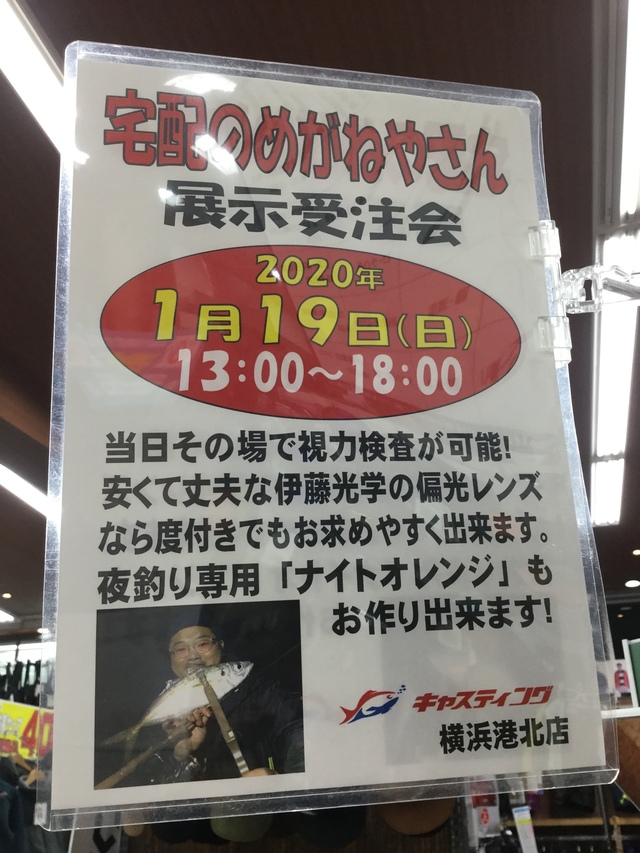 宅配のめがねやさん
展示受注会
2020年
1月19日(日)
13:00～18:00
当日その場で視力検査が可能!
安くて丈夫な伊藤光学の偏光レンズ
なら度付きでもお求めやすく出来ます。
夜釣り専用「ナイトオレンジ」も
お作り出来ます!
キャスティング
横浜港北店
40